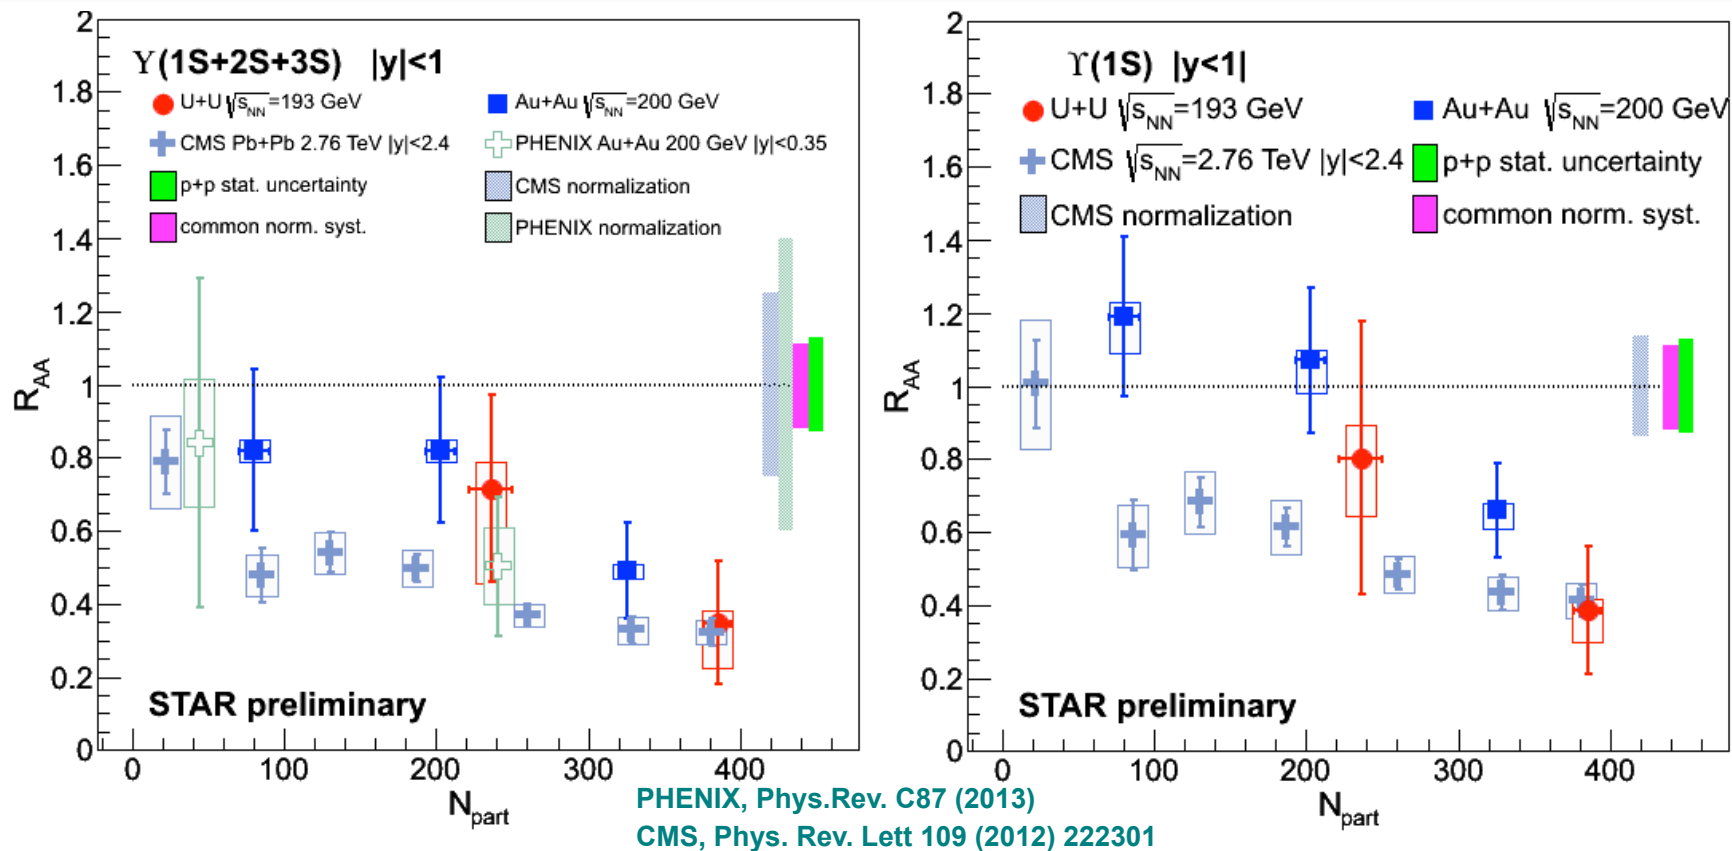 ϒ(1S+2S+3S) |y|<1
U+U √sNN=193 GeV
Au+Au √sNN=200 GeV
CMS Pb+Pb 2.76 TeV |y|<2.4
PHENIX Au+Au 200 GeV |y|<0.35
p+p stat. uncertainty
CMS normalization
common norm. syst.
PHENIX normalization
RAA
2
1.8
1.6
1.4
1.2
1
0.8
0.6
0.4
0.2
0
STAR preliminary
0 100 200 300 400
Npart
ϒ(1S) |y<1|
U+U √sNN=193 GeV
Au+Au √sNN=200 GeV
CMS √sNN=2.76 TeV |y|<2.4
p+p stat. uncertainty
CMS normalization
common norm. syst.
RAA
2
1.8
1.6
1.4
1.2
1
0.8
0.6
0.4
0.2
0
STAR preliminary
0 100 200 300 400
Npart
PHENIX, Phys.Rev. C87 (2013)
CMS, Phys. Rev. Lett 109 (2012) 222301